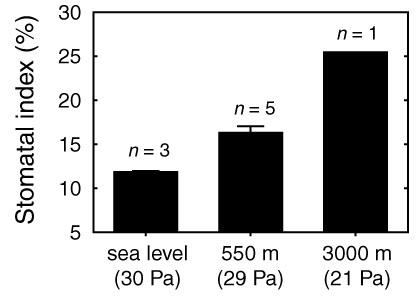 Stomatal index (%)
30
25
20
15
10
5
n = 3
n = 5
n = 1
sea level
(30 Pa)
550 m
(29 Pa)
3000 m
(21 Pa)